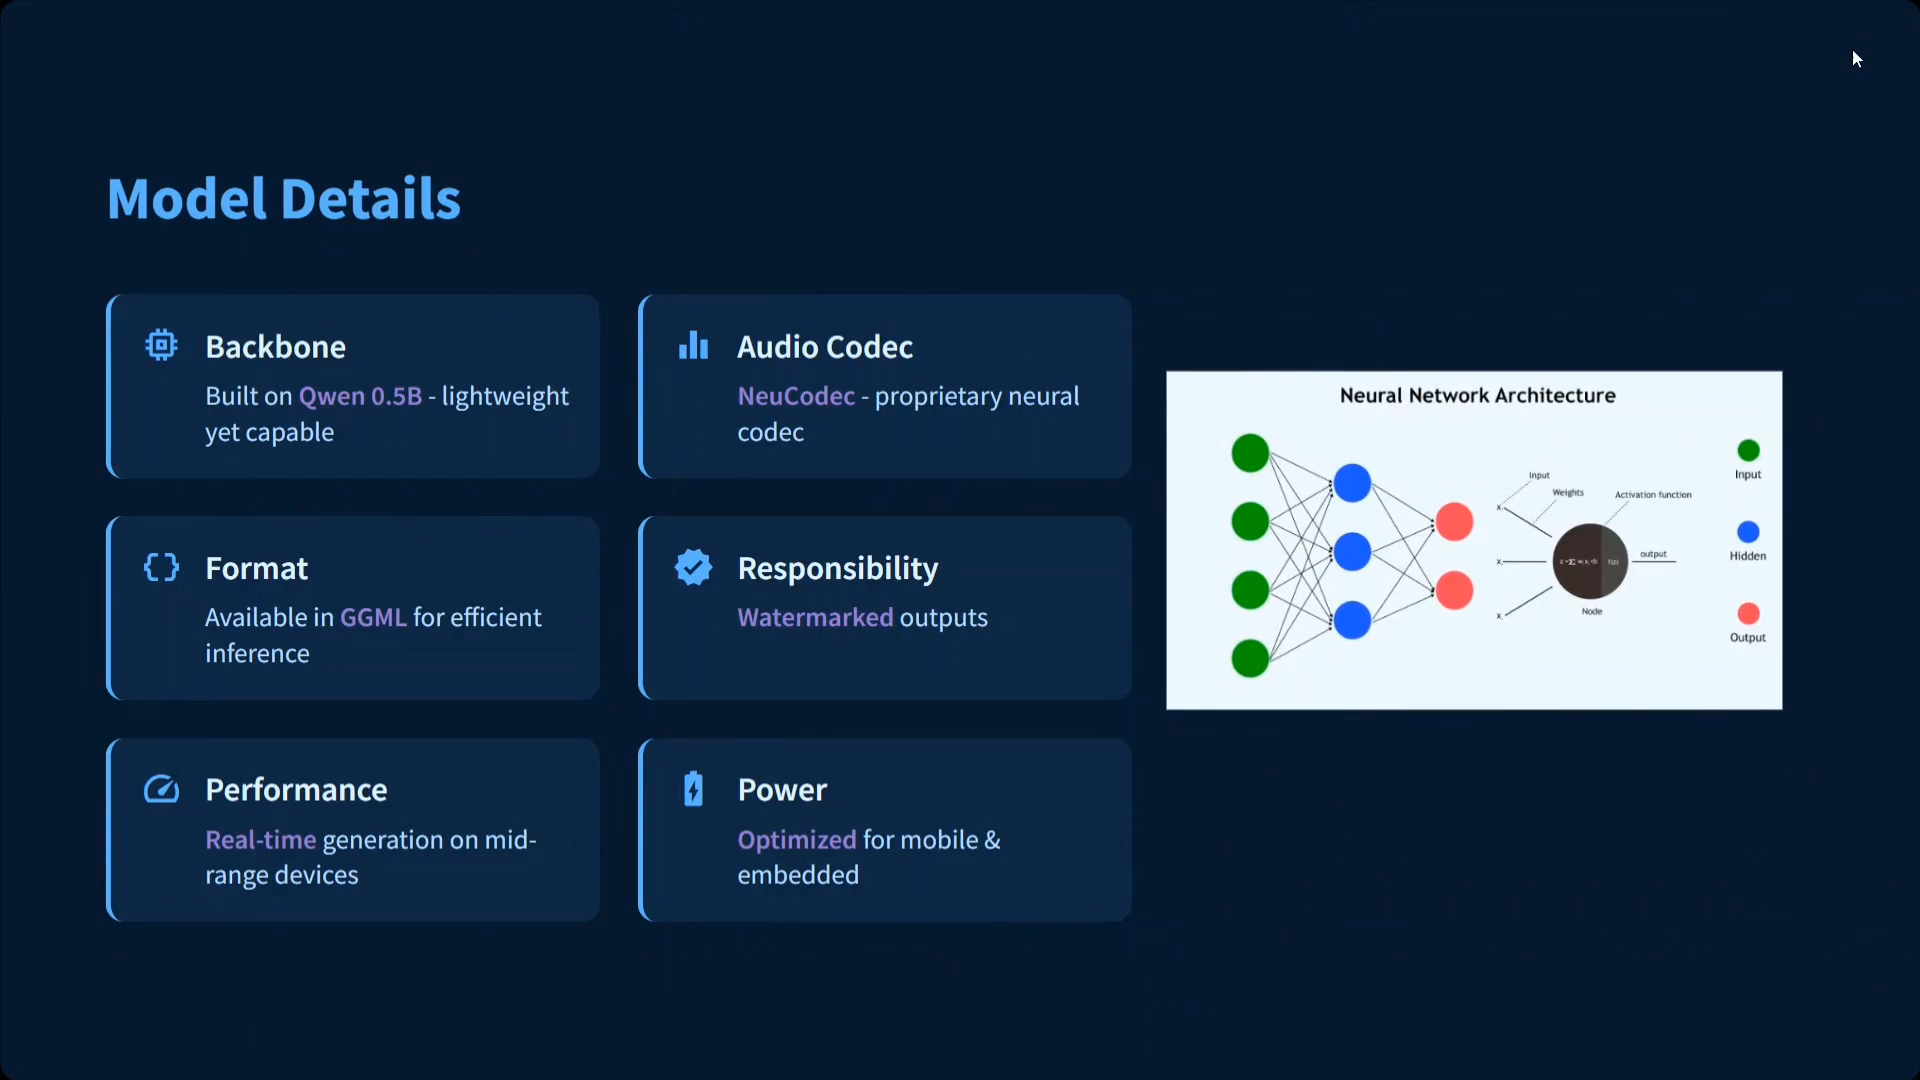 Model Details
Backbone
Built on Qwen 0.5B - lightweight
yet capable
Audio Codec
NeuCodec - proprietary neural
codec
Format
Available in GGML for efficient
inference
Responsibility
Watermarked outputs
Performance
Real-time generation on mid-
range devices
Power
Optimized for mobile &
embedded
Neural Network Architecture
Input
Weights
Activation function
output
Node
Input
Hidden
Output